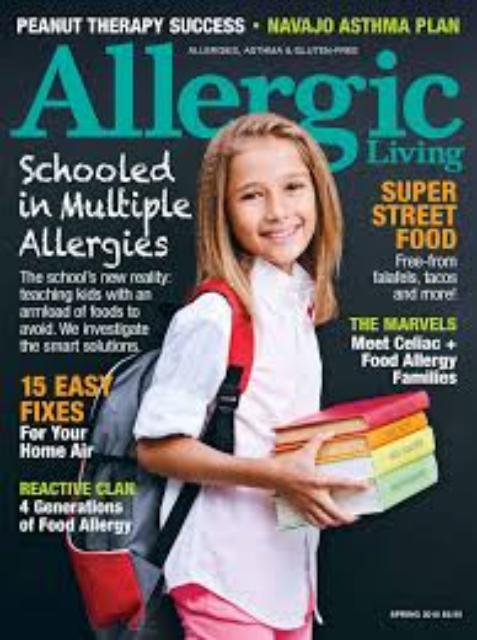 PEANUT THERAPY SUCCESS • NAVAJO ASTHMA PLAN
ALLERGIES, ASTHMA & GLUTEN-FREE
Allergic
Living
Schooled
in Multiple
Allergies
The school's new reality:
teaching kids with an
armload of foods to
avoid. We investigate
the smart solutions.
15 EASY
FIXES
For Your
Home Air
REACTIVE CLAN
4 Generations
of Food Allergy
SUPER
STREET
FOOD
Free-from
falafels, tacos
and more!
THE MARVELS
Meet Celiac +
Food Allergy
Families